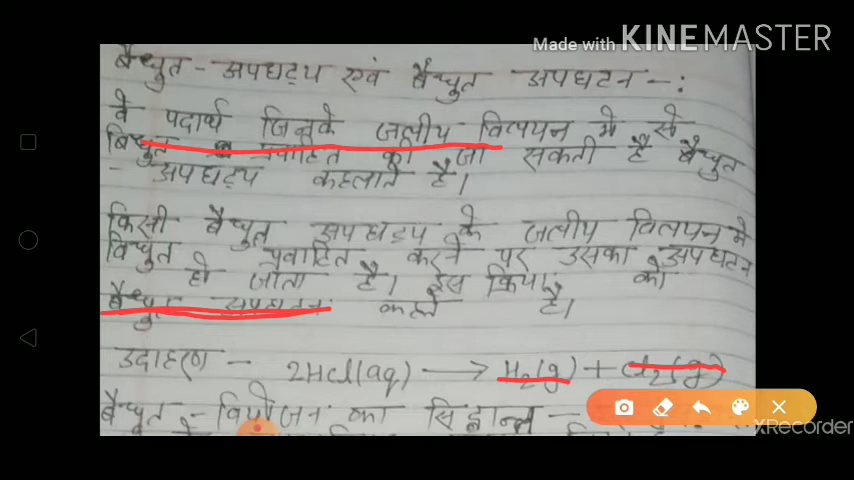 Made with KINEMASTER
बैधुत - अपघट्य एवं बैधुत अपघटन -:
वे पदार्थ जिनके जलीय विलयन में से
बिधुत प्रवाहित की जा सकती है बैधुत
- अपघट्य कहलाते है।
किसी बैधुत अपघट्य के जलीय विलयन मे
विधुत प्रवाहित करने पर उसका अपघटन
हो जाता है। इस क्रिया को
बैधुत अपघटन कहते है।
उदाहरण - 2HCl(aq) → H2(g) + Cl2(g)
बैधुत - वियोजन का सिद्धान्त -
XRecorder